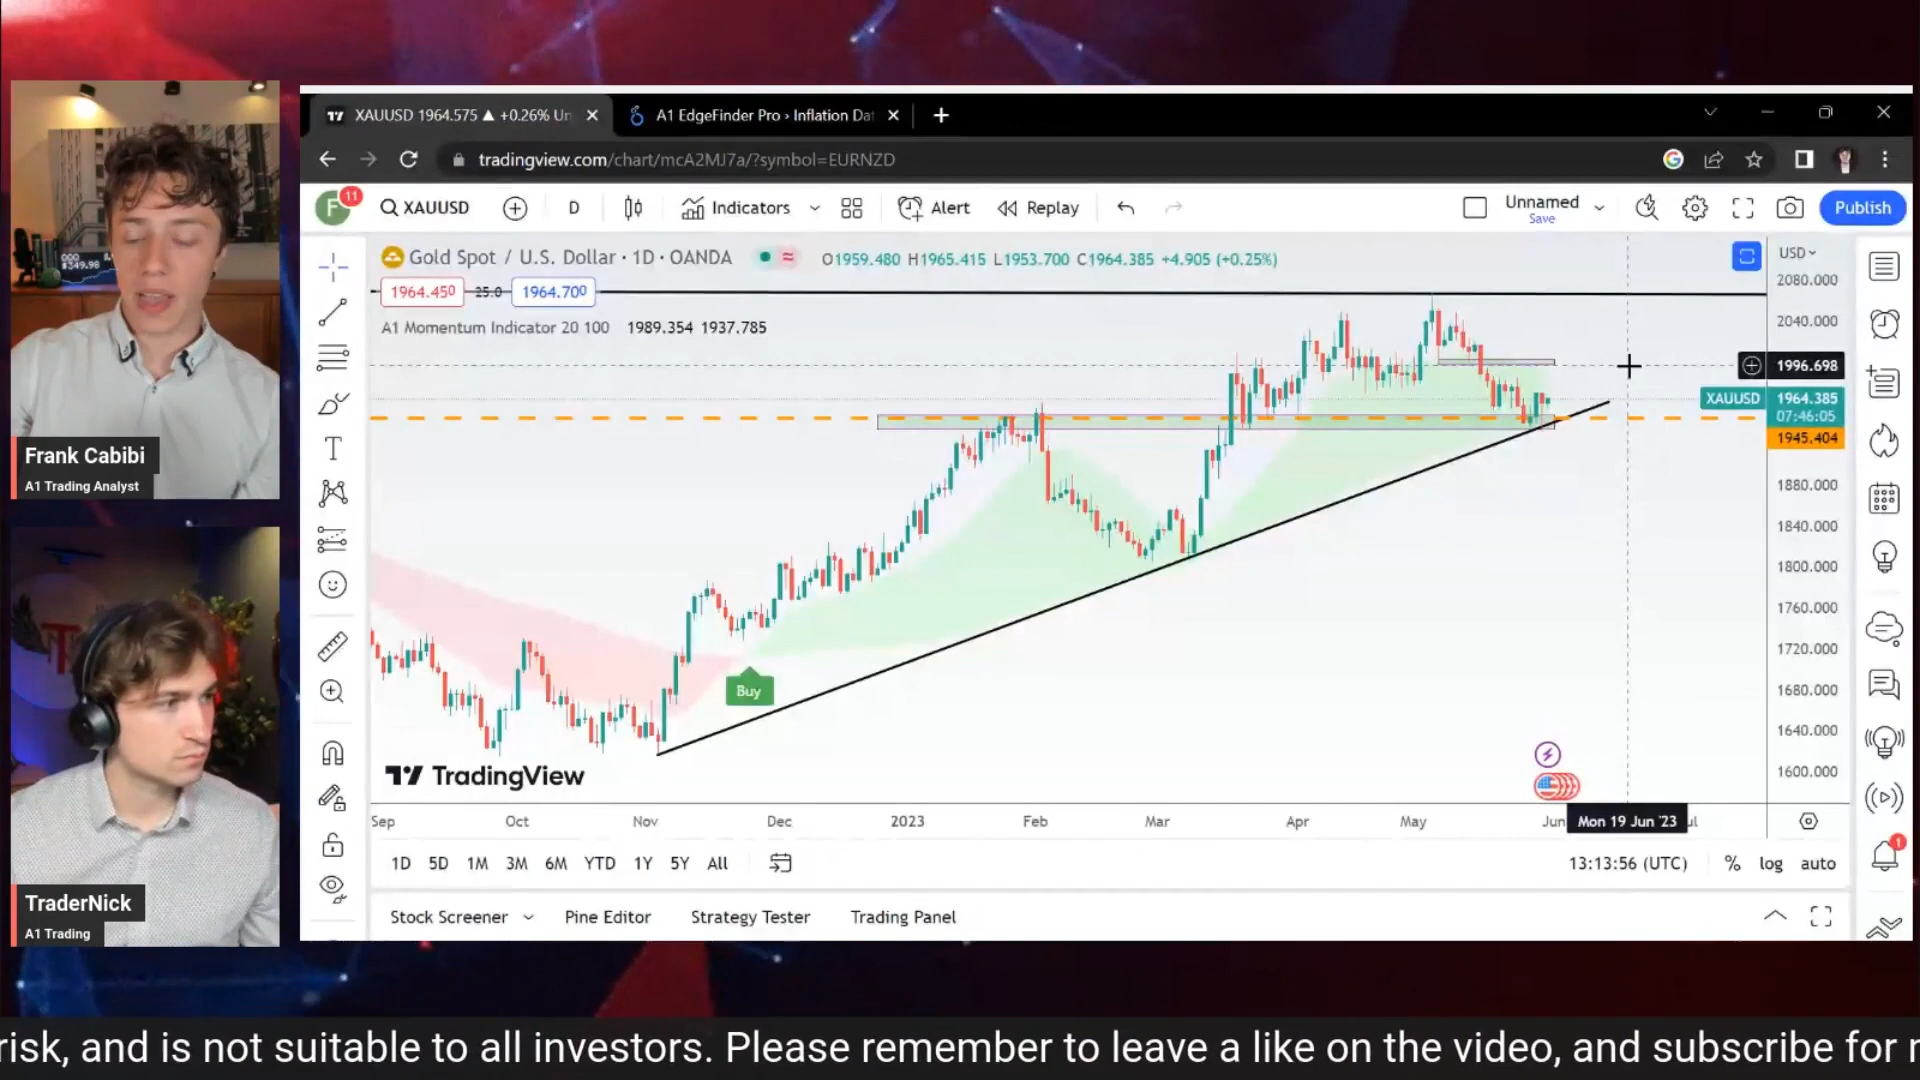 XAUUSD 1964.575 ▲ +0.26% Un
A1 EdgeFinder Pro › Inflation Dat
tradingview.com/chart/mcA2MJ7a/?symbol=EURNZD
F
11
XAUUSD
D
Indicators
Alert
Replay
Unnamed
Save
Publish
Gold Spot / U.S. Dollar · 1D · OANDA
O1959.480 H1965.415 L1953.700 C1964.385 +4.905 (+0.25%)
USD
1964.450
25.0
1964.700
A1 Momentum Indicator 20 100 1989.354 1937.785
2080.000
2040.000
1996.698
XAUUSD
1964.385
07:46:05
1945.404
1880.000
1840.000
1800.000
1760.000
1720.000
1680.000
1640.000
1600.000
Buy
TradingView
Sep
Oct
Nov
Dec
2023
Feb
Mar
Apr
May
Jun
Mon 19 Jun '23
ul
1D 5D 1M 3M 6M YTD 1Y 5Y All
13:13:56 (UTC)
% log auto
1
Stock Screener
Pine Editor
Strategy Tester
Trading Panel
$349.98
Frank Cabibi
A1 Trading Analyst
TraderNick
A1 Trading
risk, and is not suitable to all investors. Please remember to leave a like on the video, and subscribe for